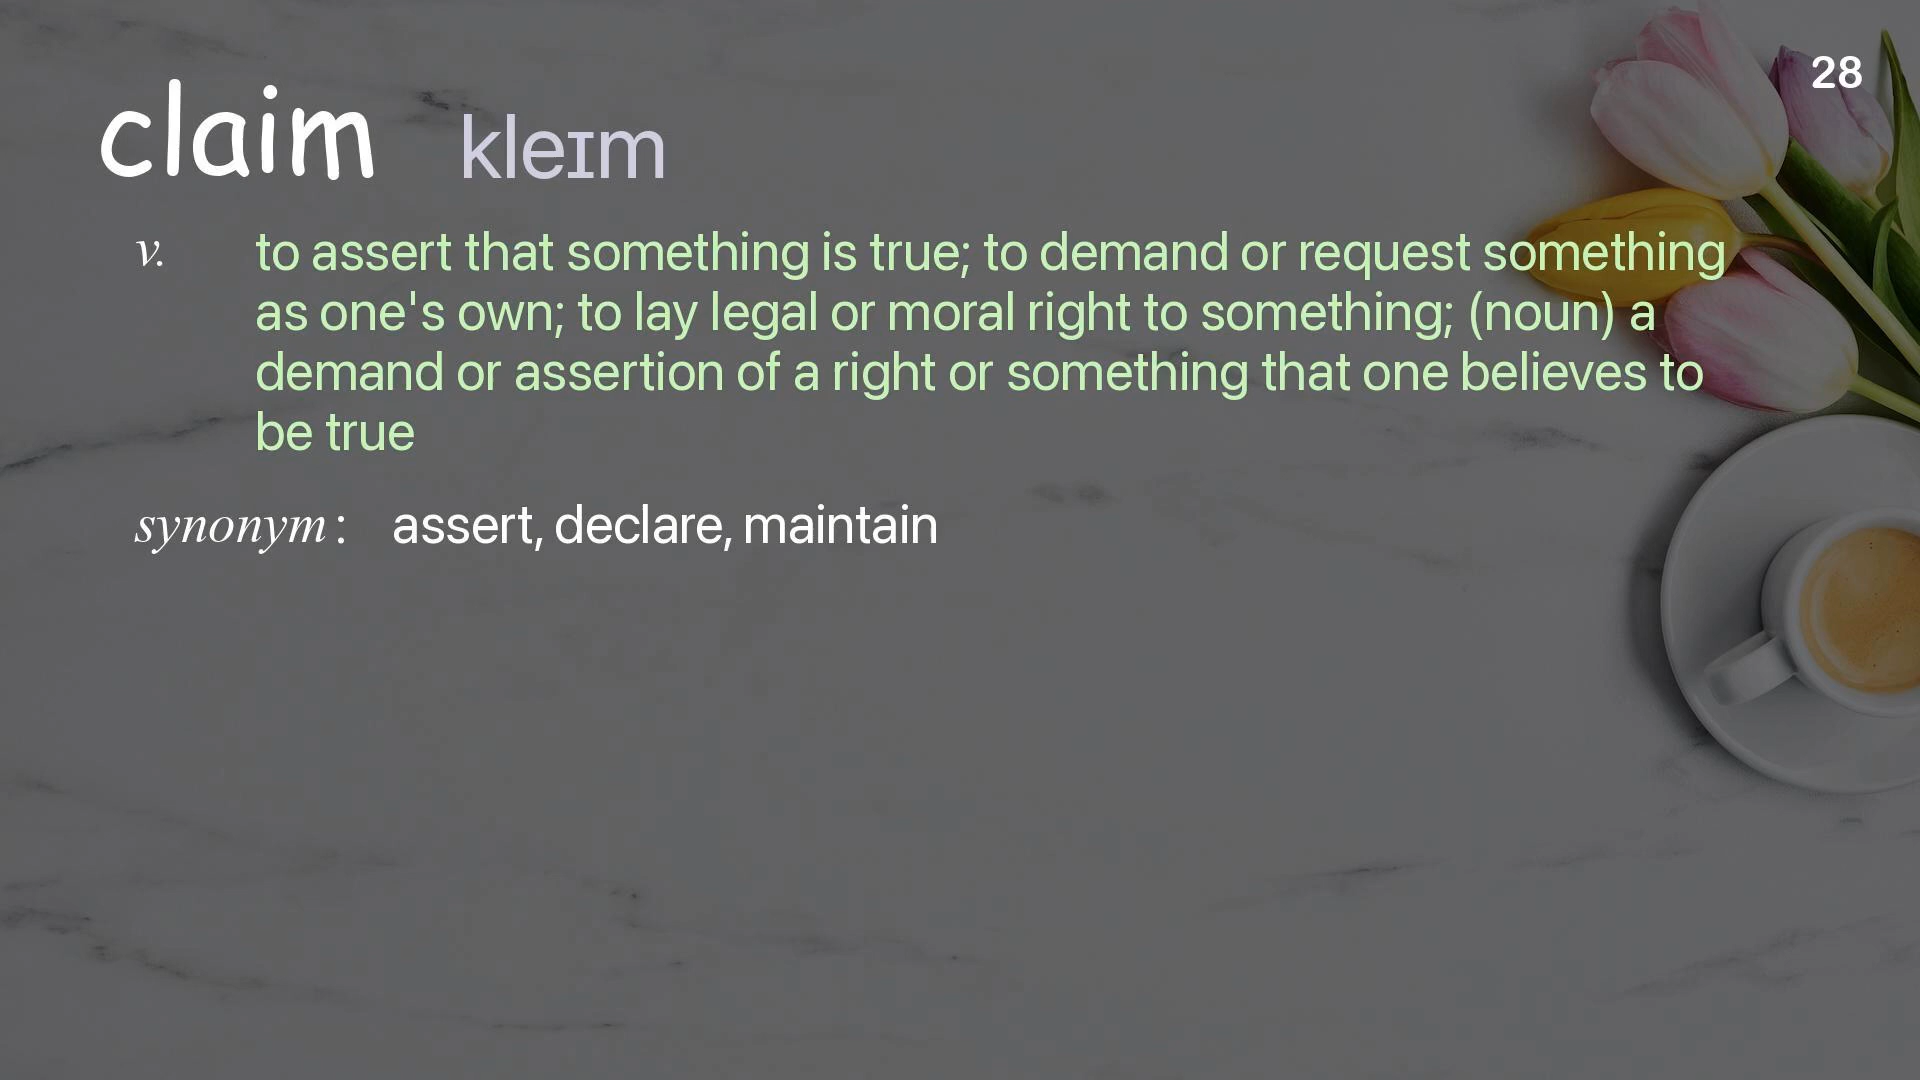 28
claim kleɪm
v. to assert that something is true; to demand or request something
as one's own; to lay legal or moral right to something; (noun) a
demand or assertion of a right or something that one believes to
be true
synonym : assert, declare, maintain